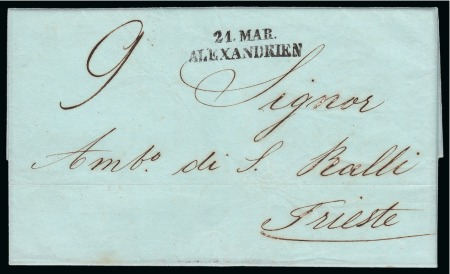 21. MAR.
ALEXANDRIEN
9 Signor
Ambo. di S. Ralli
Trieste